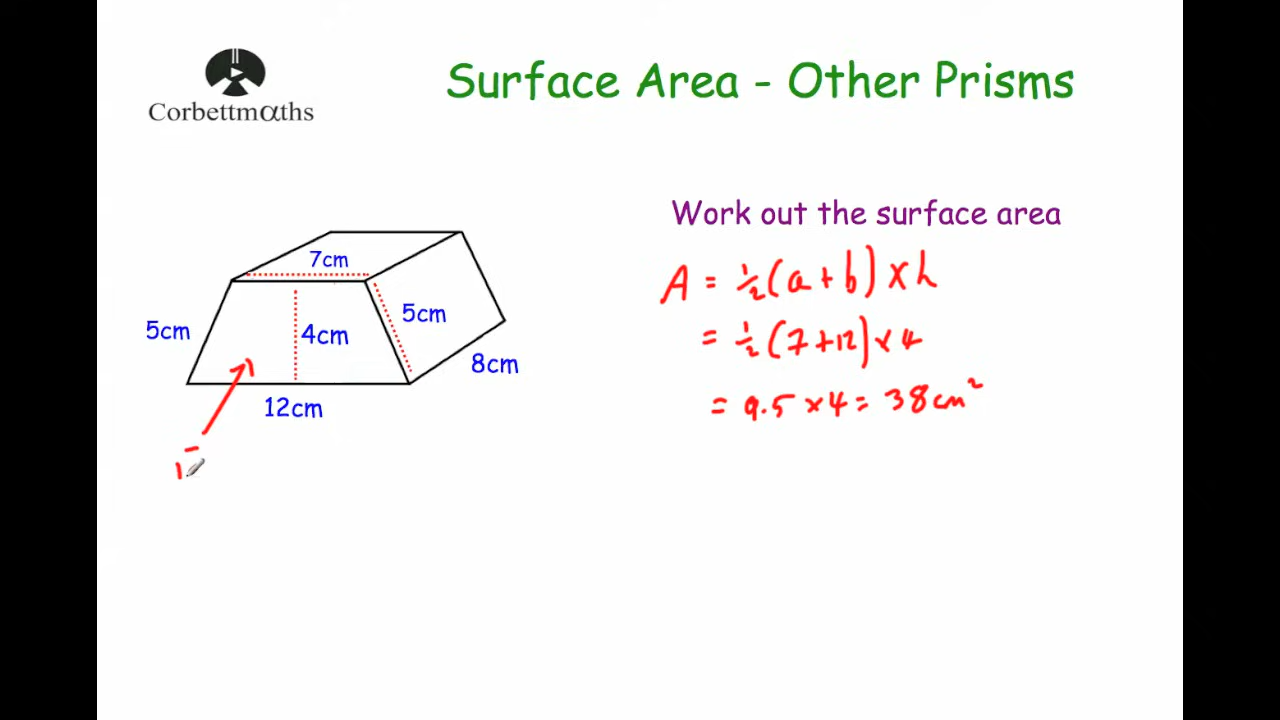 Corbettmαths
Surface Area - Other Prisms
Work out the surface area
7cm
5cm
4cm
5cm
8cm
12cm
A = ½(a+b) × h
= ½(7+12) × 4
= 9.5 × 4 = 38cm²